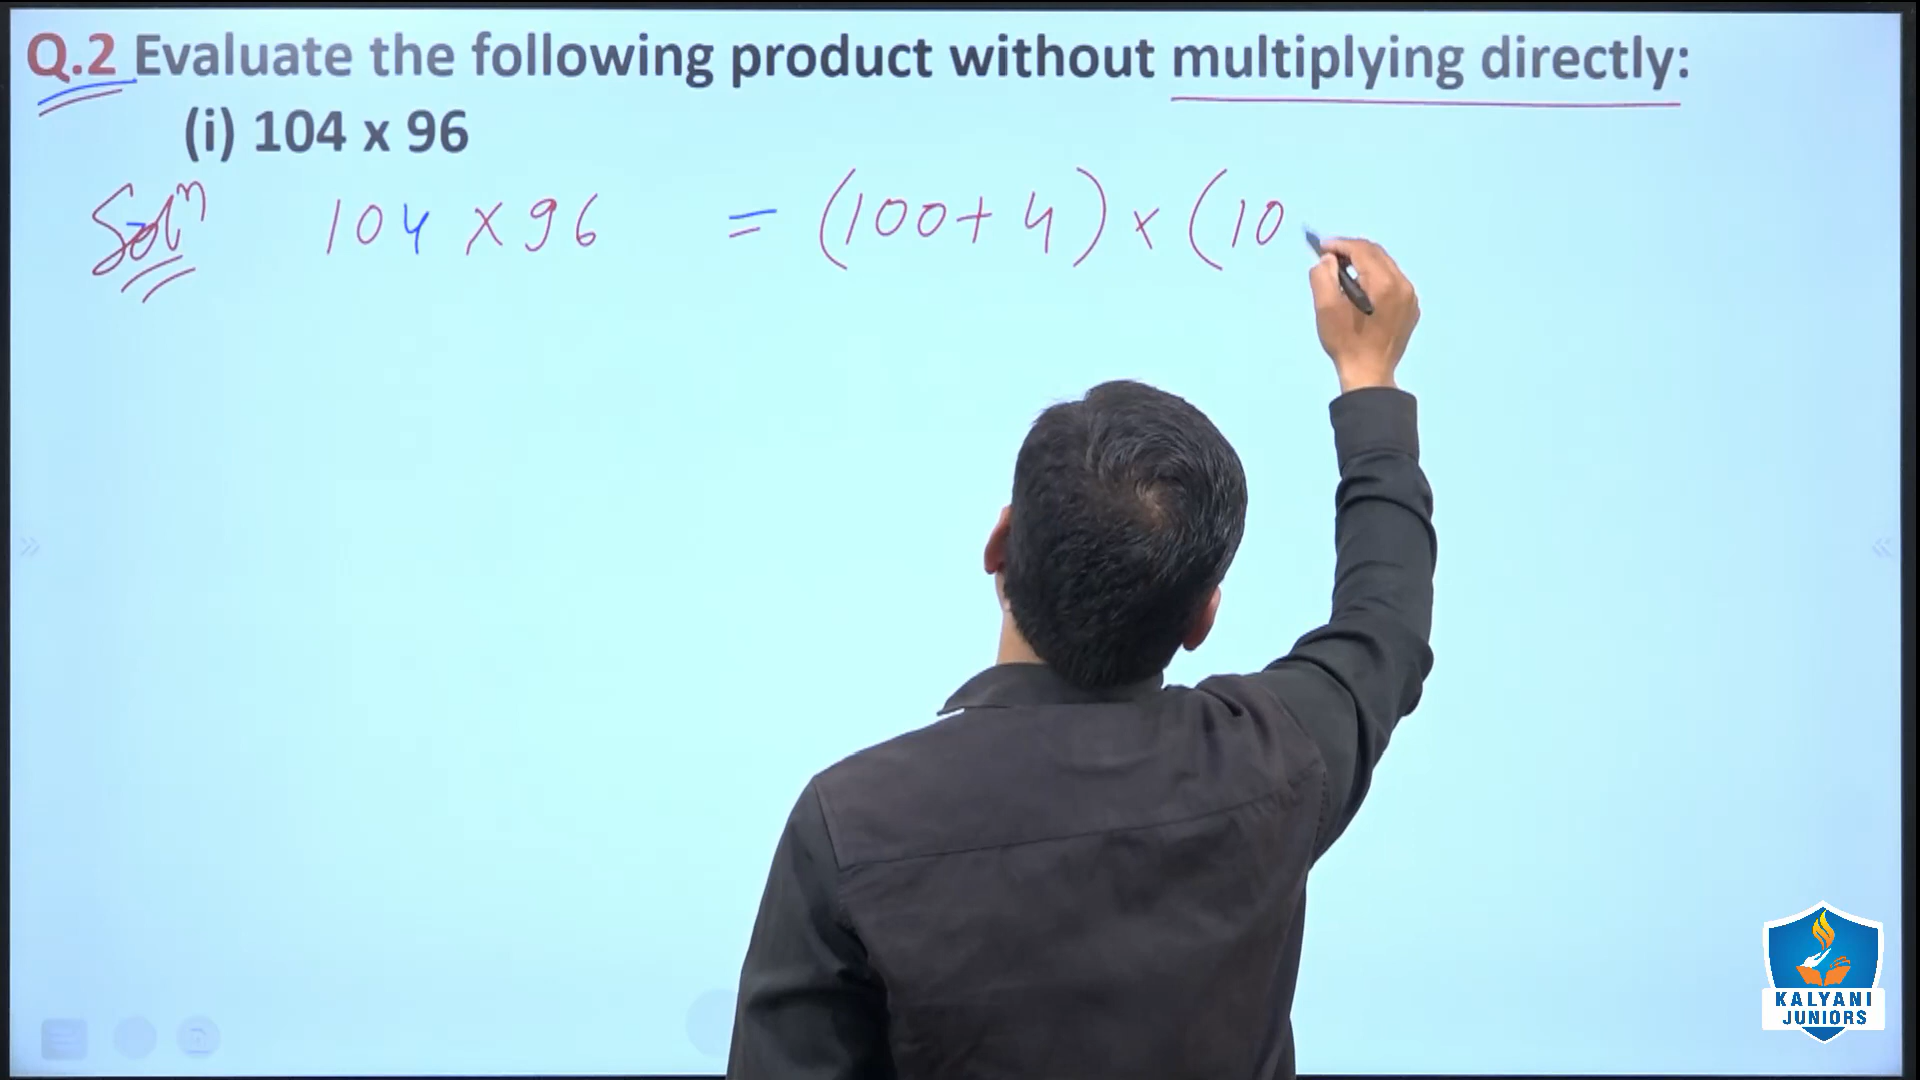 Q.2 Evaluate the following product without multiplying directly:
(i) 104 x 96
Solⁿ 104 × 96 = (100 + 4) × (10
KALYANI
JUNIORS